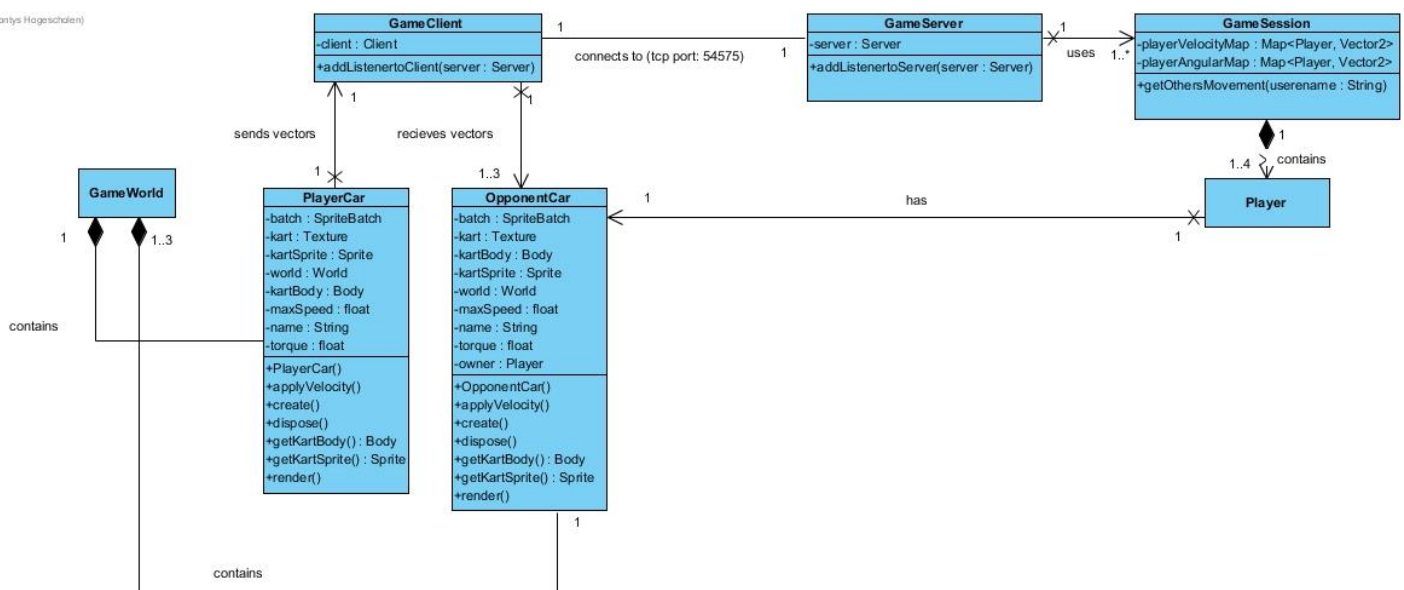 Hogescholen)
GameClient
-client : Client
+addListenertoClient(server : Server)
1
connects to (tcp port: 54575)
1
GameServer
-server : Server
+addListenertoServer(server : Server)
1
uses
1..*
GameSession
-playerVelocityMap : Map<Player, Vector2>
-playerAngularMap : Map<Player, Vector2>
+getOthersMovement(userename : String)
1
sends vectors
1
1
recieves vectors
1..3
1
contains
1..4
Player
1
has
1
GameWorld
1
1..3
contains
PlayerCar
-batch : SpriteBatch
-kart : Texture
-kartSprite : Sprite
-world : World
-kartBody : Body
-maxSpeed : float
-name : String
-torque : float
+PlayerCar()
+applyVelocity()
+create()
+dispose()
+getKartBody() : Body
+getKartSprite() : Sprite
+render()
OpponentCar
-batch : SpriteBatch
-kart : Texture
-kartBody : Body
-kartSprite : Sprite
-world : World
-maxSpeed : float
-name : String
-torque : float
-owner : Player
+OpponentCar()
+applyVelocity()
+create()
+dispose()
+getKartBody() : Body
+getKartSprite() : Sprite
+render()
1
contains